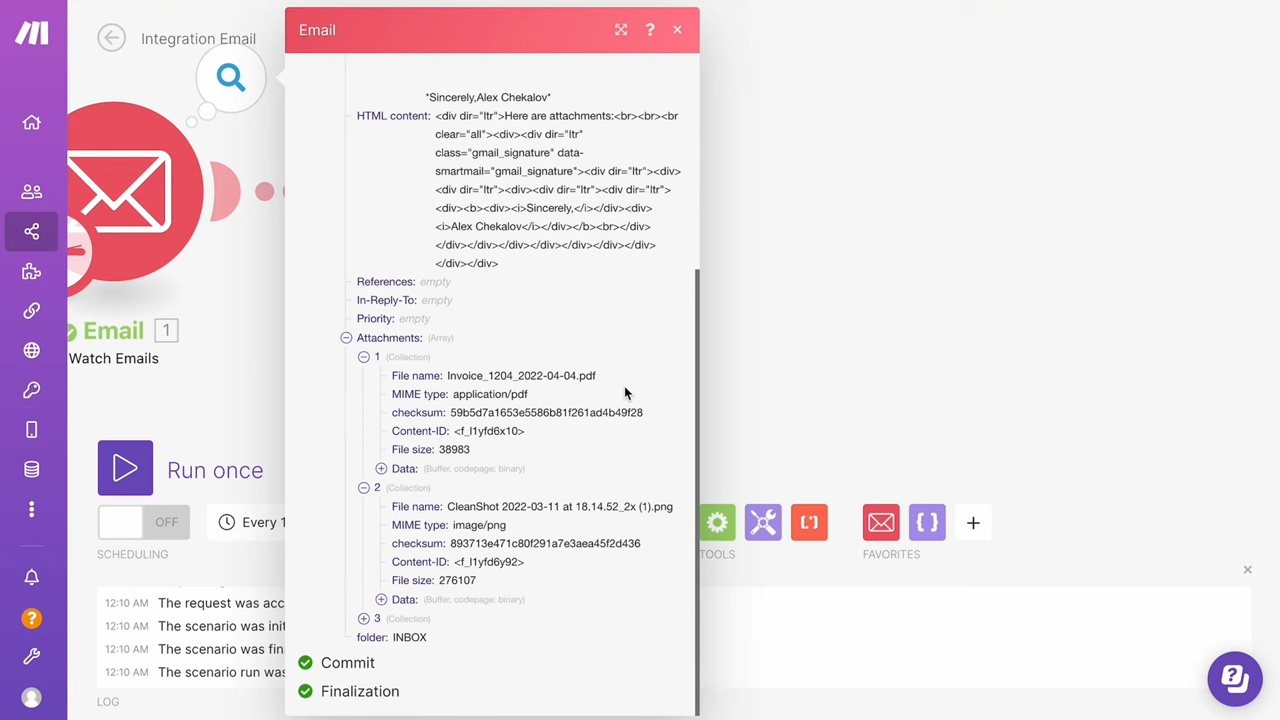 Integration Email
Email
?
*Sincerely,Alex Chekalov*
HTML content: <div dir="ltr">Here are attachments:<br><br><br
clear="all"><div><div dir="ltr"
class="gmail_signature" data-
smartmail="gmail_signature"><div dir="ltr"><div>
<div dir="ltr"><div><div dir="ltr"><div dir="ltr">
<div><b><div><i>Sincerely,</i></div><div>
<i>Alex Chekalov</i></div></b><br></div>
</div></div></div></div></div></div></div>
</div></div>
References: empty
In-Reply-To: empty
Priority: empty
Attachments: (Array)
1 (Collection)
File name: Invoice_1204_2022-04-04.pdf
MIME type: application/pdf
checksum: 59b5d7a1653e5586b81f261ad4b49f28
Content-ID: <f_l1yfd6x10>
File size: 38983
Data: (Buffer, codepage: binary)
2 (Collection)
File name: CleanShot 2022-03-11 at 18.14.52_2x (1).png
MIME type: image/png
checksum: 893713e471c80f291a7e3aea45f2d436
Content-ID: <f_l1yfd6y92>
File size: 276107
Data: (Buffer, codepage: binary)
3 (Collection)
folder: INBOX
Commit
Finalization
Email 1
Watch Emails
Run once
OFF
Every 1
SCHEDULING
TOOLS
FAVORITES
12:10 AM The request was acc
12:10 AM The scenario was init
12:10 AM The scenario was fin
12:10 AM The scenario run was
LOG